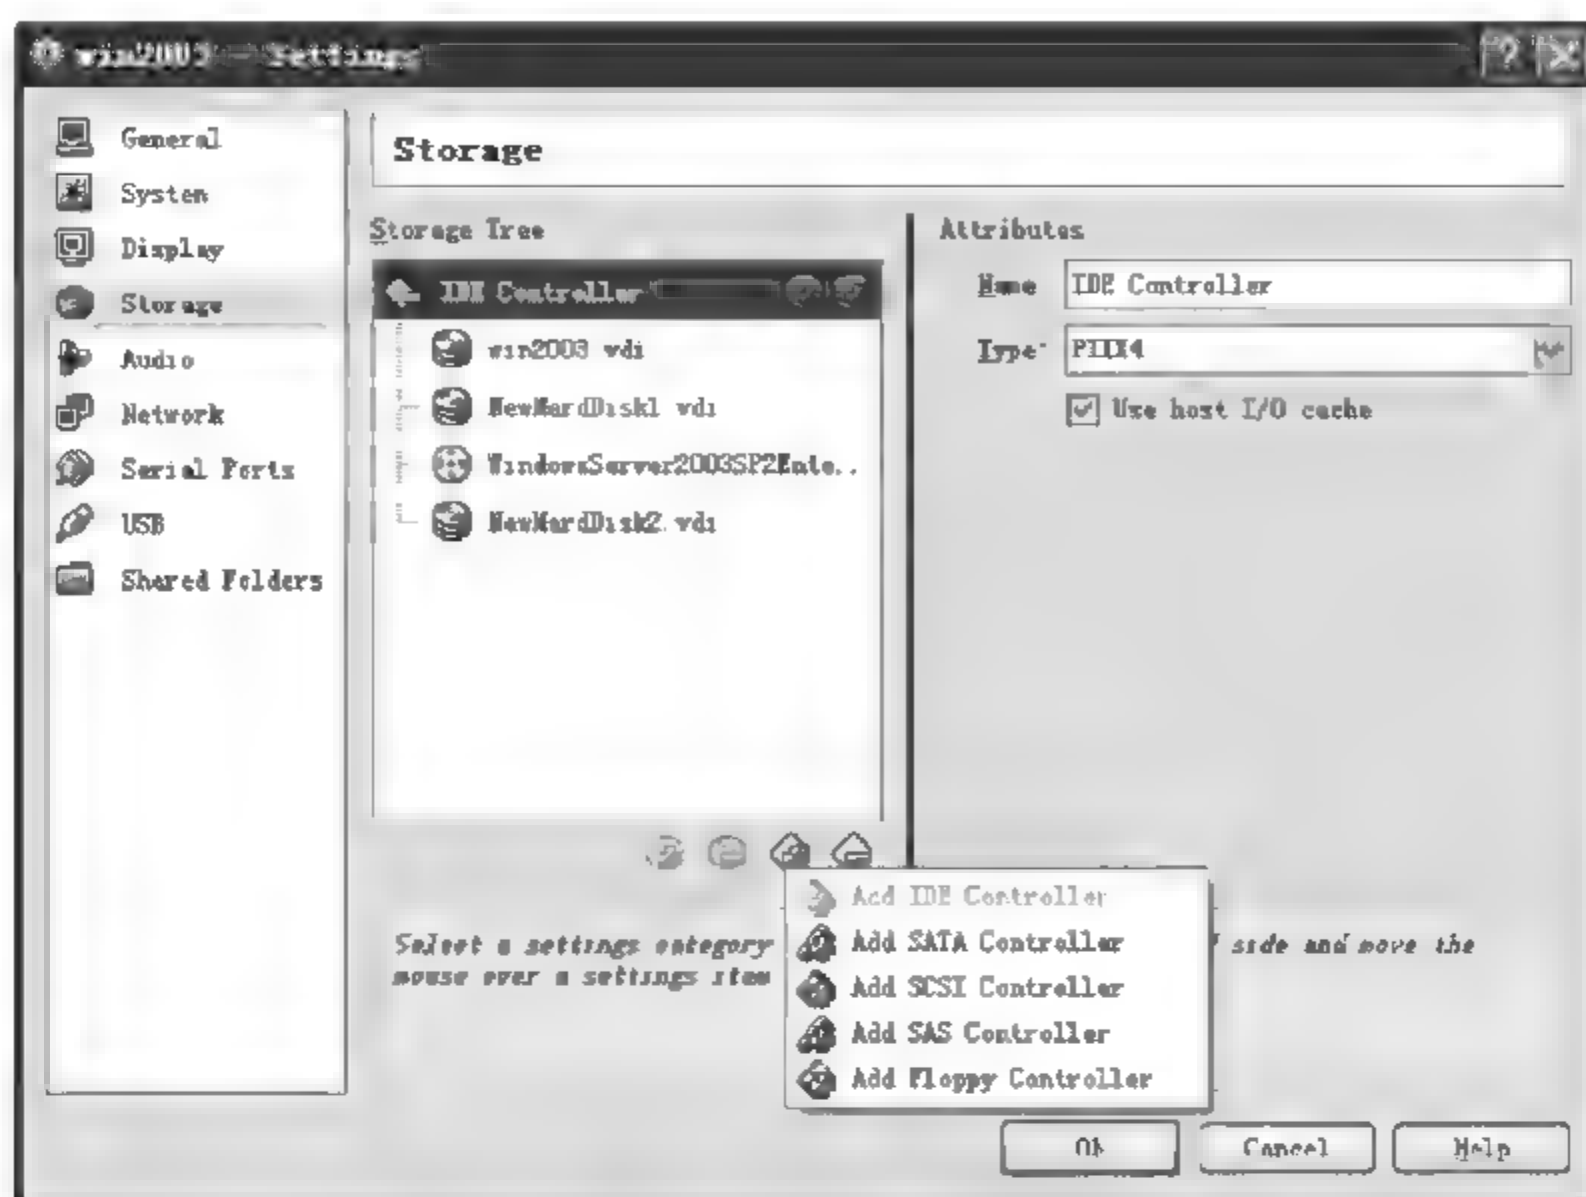 win2003 - Settings
General
System
Display
Storage
Audio
Network
Serial Ports
USB
Shared Folders
Storage
Storage Tree
IDE Controller
win2003 vdi
NewHardDisk1 vdi
WindowsServer2003SP2Ente..
NewHardDisk2.vdi
Attributes
Name IDE Controller
Type PIIX4
Use host I/O cache
Add IDE Controller
Add SATA Controller
Add SCSI Controller
Add SAS Controller
Add Floppy Controller
Select a settings category side and move the
mouse over a settings item
Ok Cancel Help